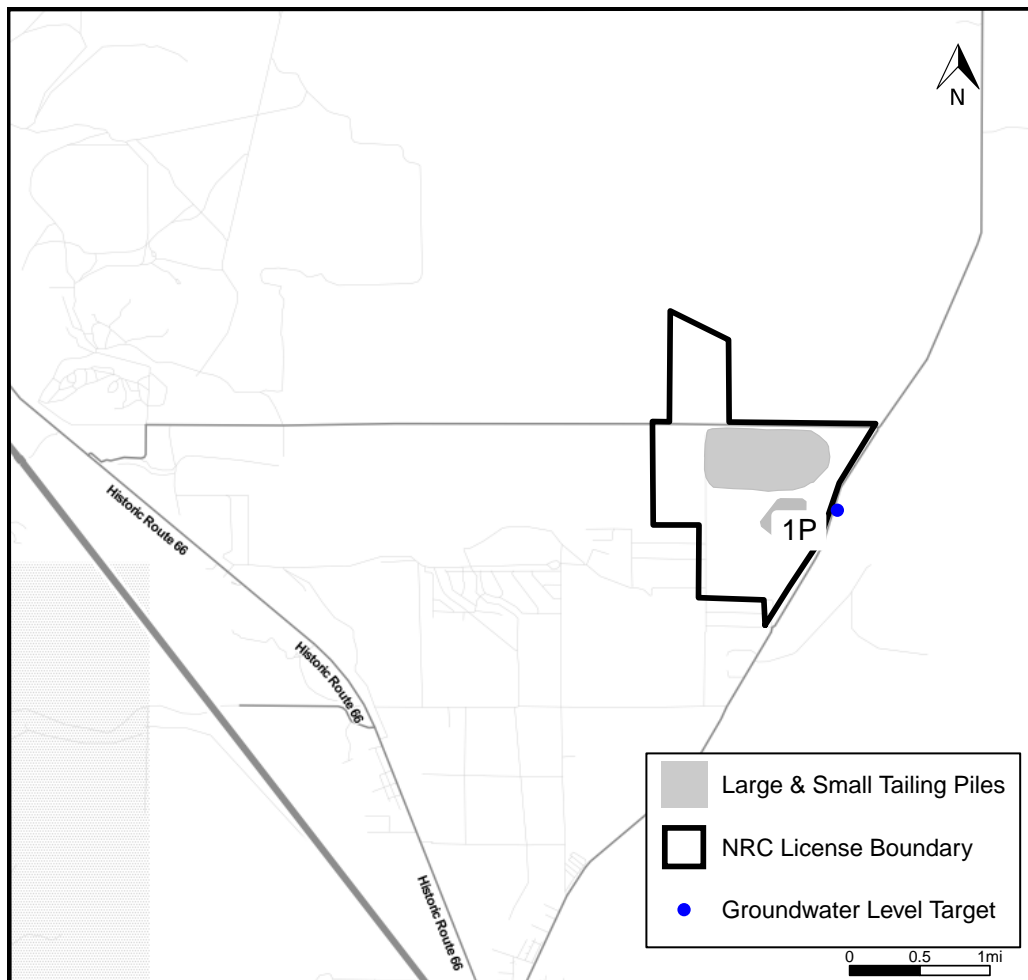 N
1P
Historic Route 66
Historic Route 66
Historic Route 66
Large & Small Tailing Piles
NRC License Boundary
Groundwater Level Target
0 0.5 1mi